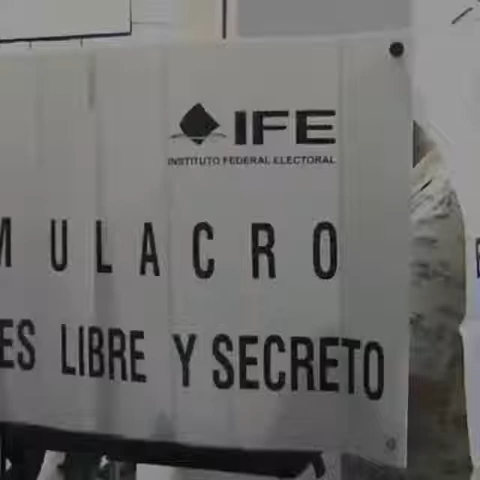 IFE
INSTITUTO FEDERAL ELECTORAL
MULACRO
ES LIBRE Y SECRETO